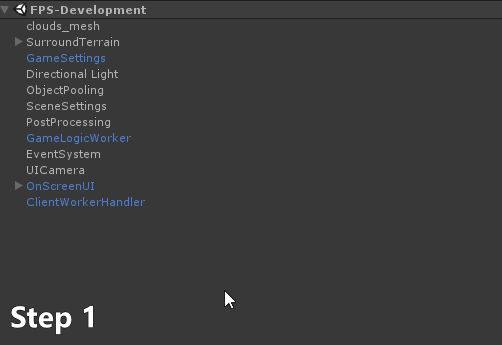 FPS-Development
clouds_mesh
SurroundTerrain
GameSettings
Directional Light
ObjectPooling
SceneSettings
PostProcessing
GameLogicWorker
EventSystem
UICamera
OnScreenUI
ClientWorkerHandler
Step 1